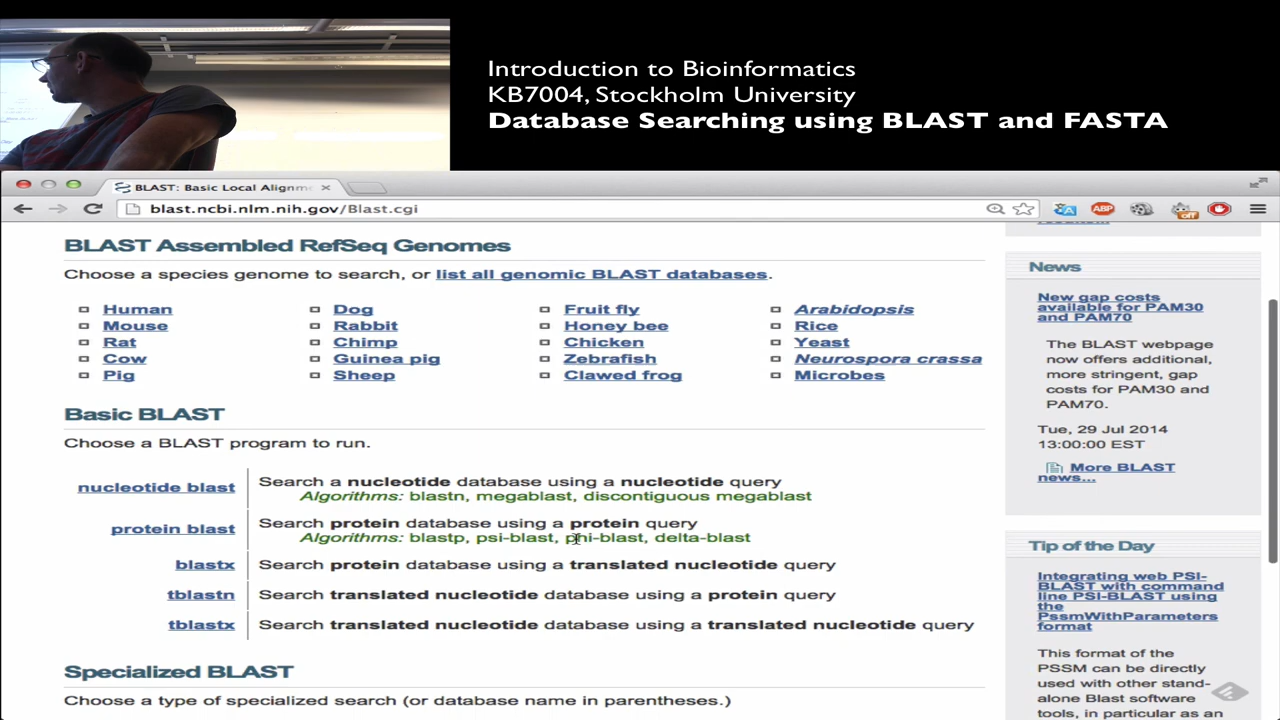 Introduction to Bioinformatics
KB7004, Stockholm University
Database Searching using BLAST and FASTA
BLAST: Basic Local Alignm
blast.ncbi.nlm.nih.gov/Blast.cgi
ABP
off
BLAST Assembled RefSeq Genomes
Choose a species genome to search, or list all genomic BLAST databases.
Human
Mouse
Rat
Cow
Pig
Dog
Rabbit
Chimp
Guinea pig
Sheep
Fruit fly
Honey bee
Chicken
Zebrafish
Clawed frog
Arabidopsis
Rice
Yeast
Neurospora crassa
Microbes
Basic BLAST
Choose a BLAST program to run.
nucleotide blast
Search a nucleotide database using a nucleotide query
Algorithms: blastn, megablast, discontiguous megablast
protein blast
Search protein database using a protein query
Algorithms: blastp, psi-blast, phi-blast, delta-blast
blastx
Search protein database using a translated nucleotide query
tblastn
Search translated nucleotide database using a protein query
tblastx
Search translated nucleotide database using a translated nucleotide query
Specialized BLAST
Choose a type of specialized search (or database name in parentheses.)
News
New gap costs
available for PAM30
and PAM70
The BLAST webpage
now offers additional,
more stringent, gap
costs for PAM30 and
PAM70.
Tue, 29 Jul 2014
13:00:00 EST
More BLAST
news...
Tip of the Day
Integrating web PSI-
BLAST with command
line PSI-BLAST using
the
PssmWithParameters
format
This format of the
PSSM can be directly
used with other stand-
alone Blast software
tools, in particular as an